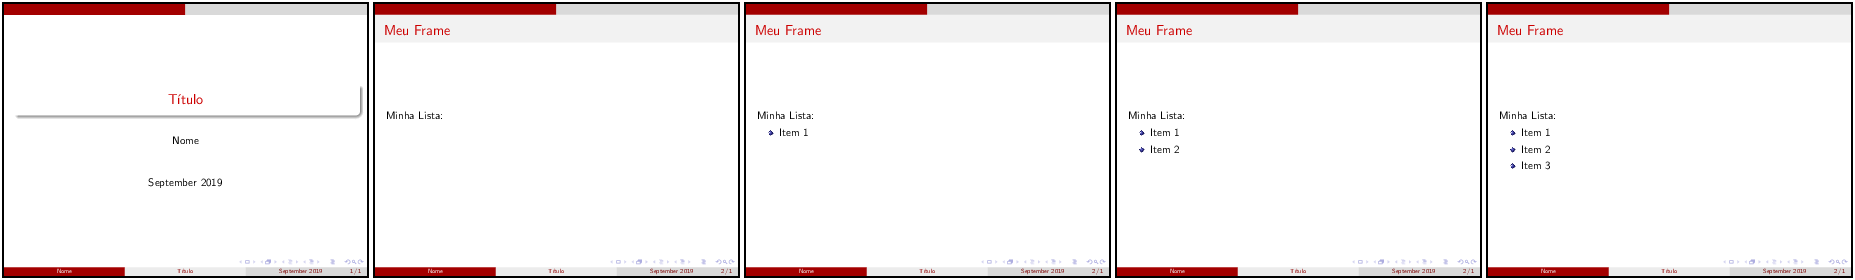 Título
Nome
September 2019
Nome Título September 2019 1 / 1
Meu Frame
Minha Lista:
Nome Título September 2019 2 / 1
Meu Frame
Minha Lista:
Item 1
Nome Título September 2019 2 / 1
Meu Frame
Minha Lista:
Item 1
Item 2
Nome Título September 2019 2 / 1
Meu Frame
Minha Lista:
Item 1
Item 2
Item 3
Nome Título September 2019 2 / 1